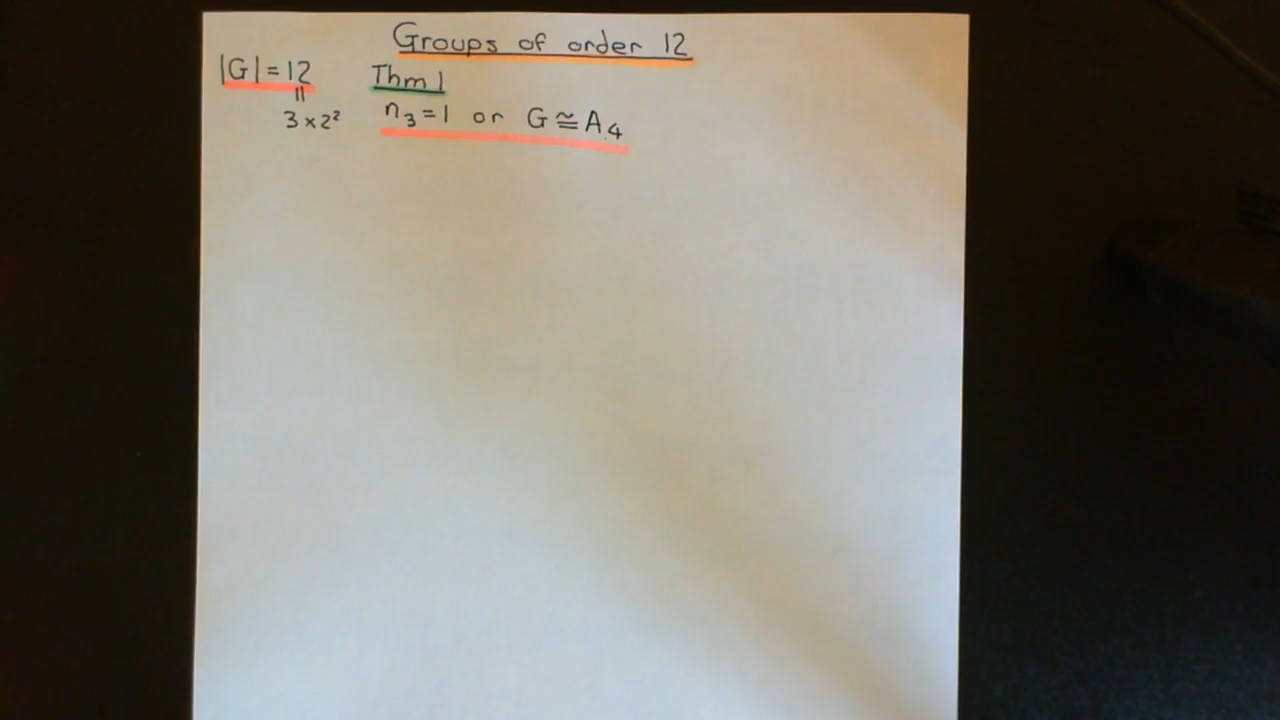 Groups of order 12
|G| = 12
||
3 × 2²
Thm 1
n₃ = 1 or G ≅ A₄